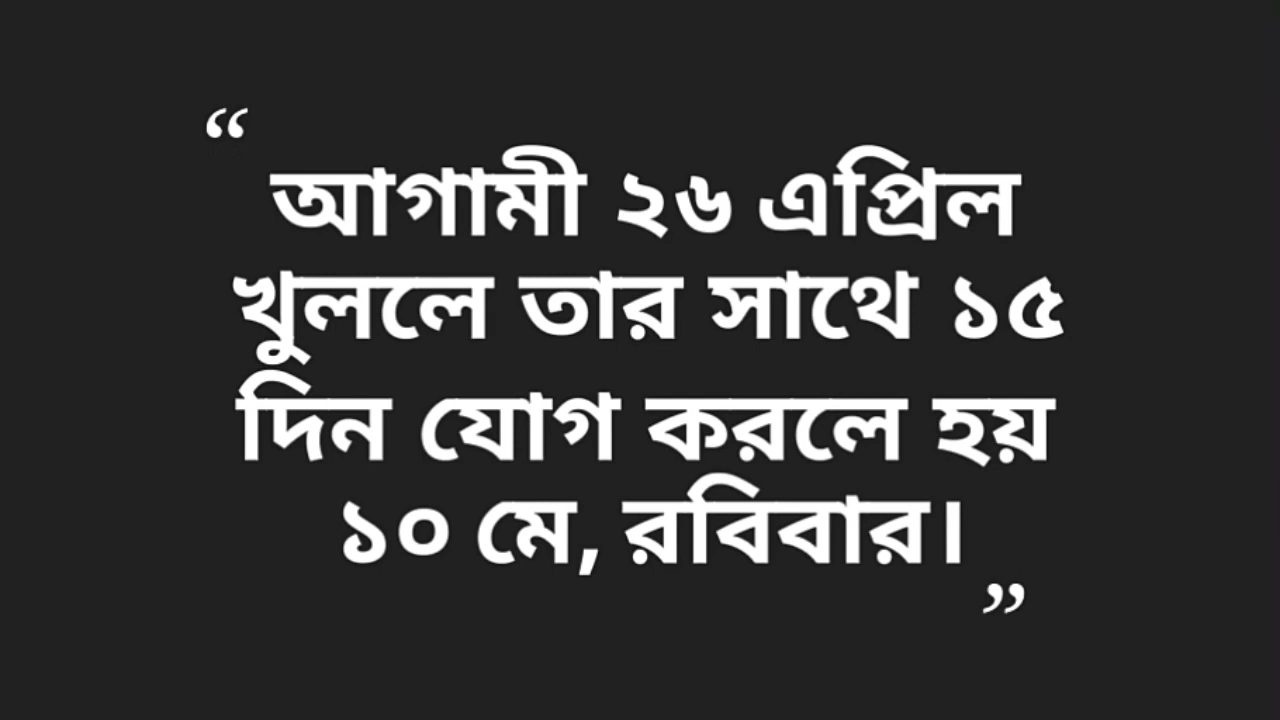 “
আগামী ২৬ এপ্রিল
খুললে তার সাথে ১৫
দিন যোগ করলে হয়
১০ মে, রবিবার।
”